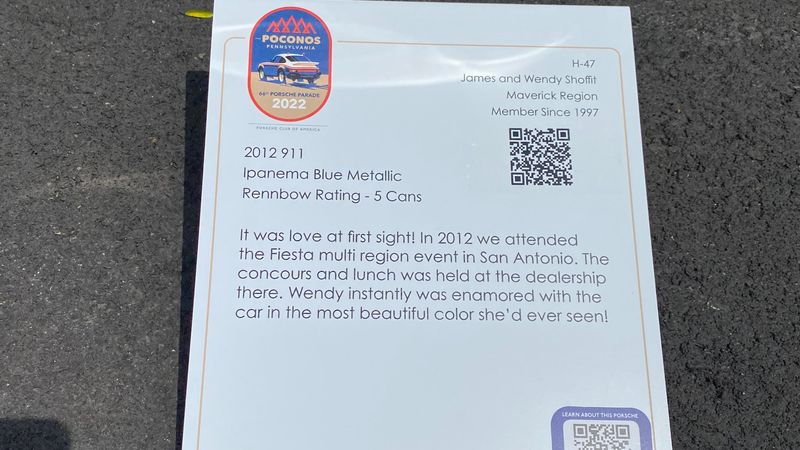 POCONOS
PENNSYLVANIA
66TH PORSCHE PARADE
2022
PORSCHE CLUB OF AMERICA
H-47
James and Wendy Shoffit
Maverick Region
Member Since 1997
2012 911
Ipanema Blue Metallic
Rennbow Rating - 5 Cans
It was love at first sight! In 2012 we attended
the Fiesta multi region event in San Antonio. The
concours and lunch was held at the dealership
there. Wendy instantly was enamored with the
car in the most beautiful color she'd ever seen!
LEARN ABOUT THIS PORSCHE